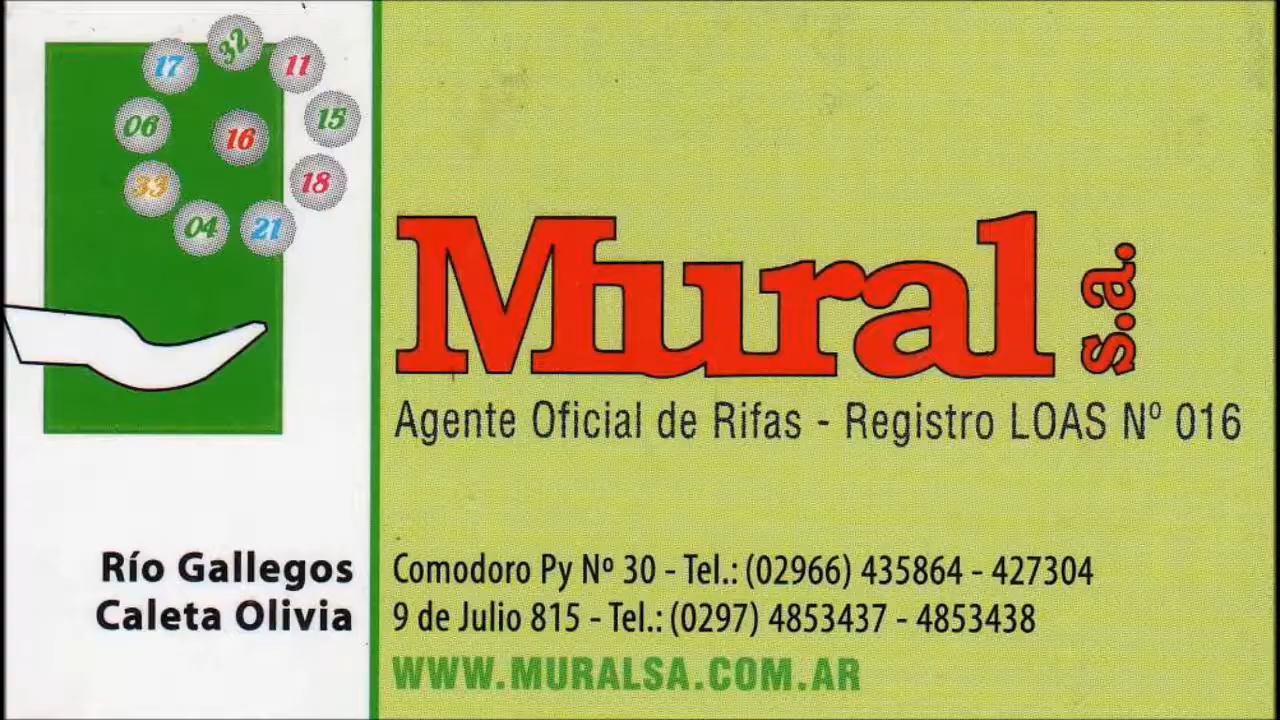 32
17
11
15
06
16
33
18
04
21
Mural s.a.
Agente Oficial de Rifas - Registro LOAS Nº 016
Río Gallegos Comodoro Py Nº 30 - Tel.: (02966) 435864 - 427304
Caleta Olivia 9 de Julio 815 - Tel.: (0297) 4853437 - 4853438
WWW.MURALSA.COM.AR